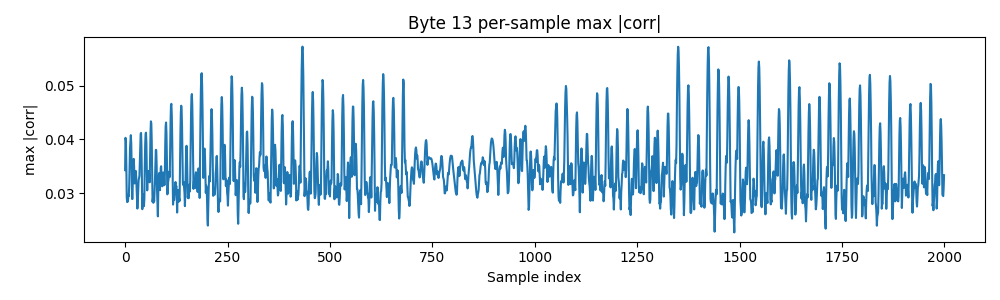 Byte 13 per-sample max |corr|
max |corr|
0.05
0.04
0.03
0 250 500 750 1000 1250 1500 1750 2000
Sample index